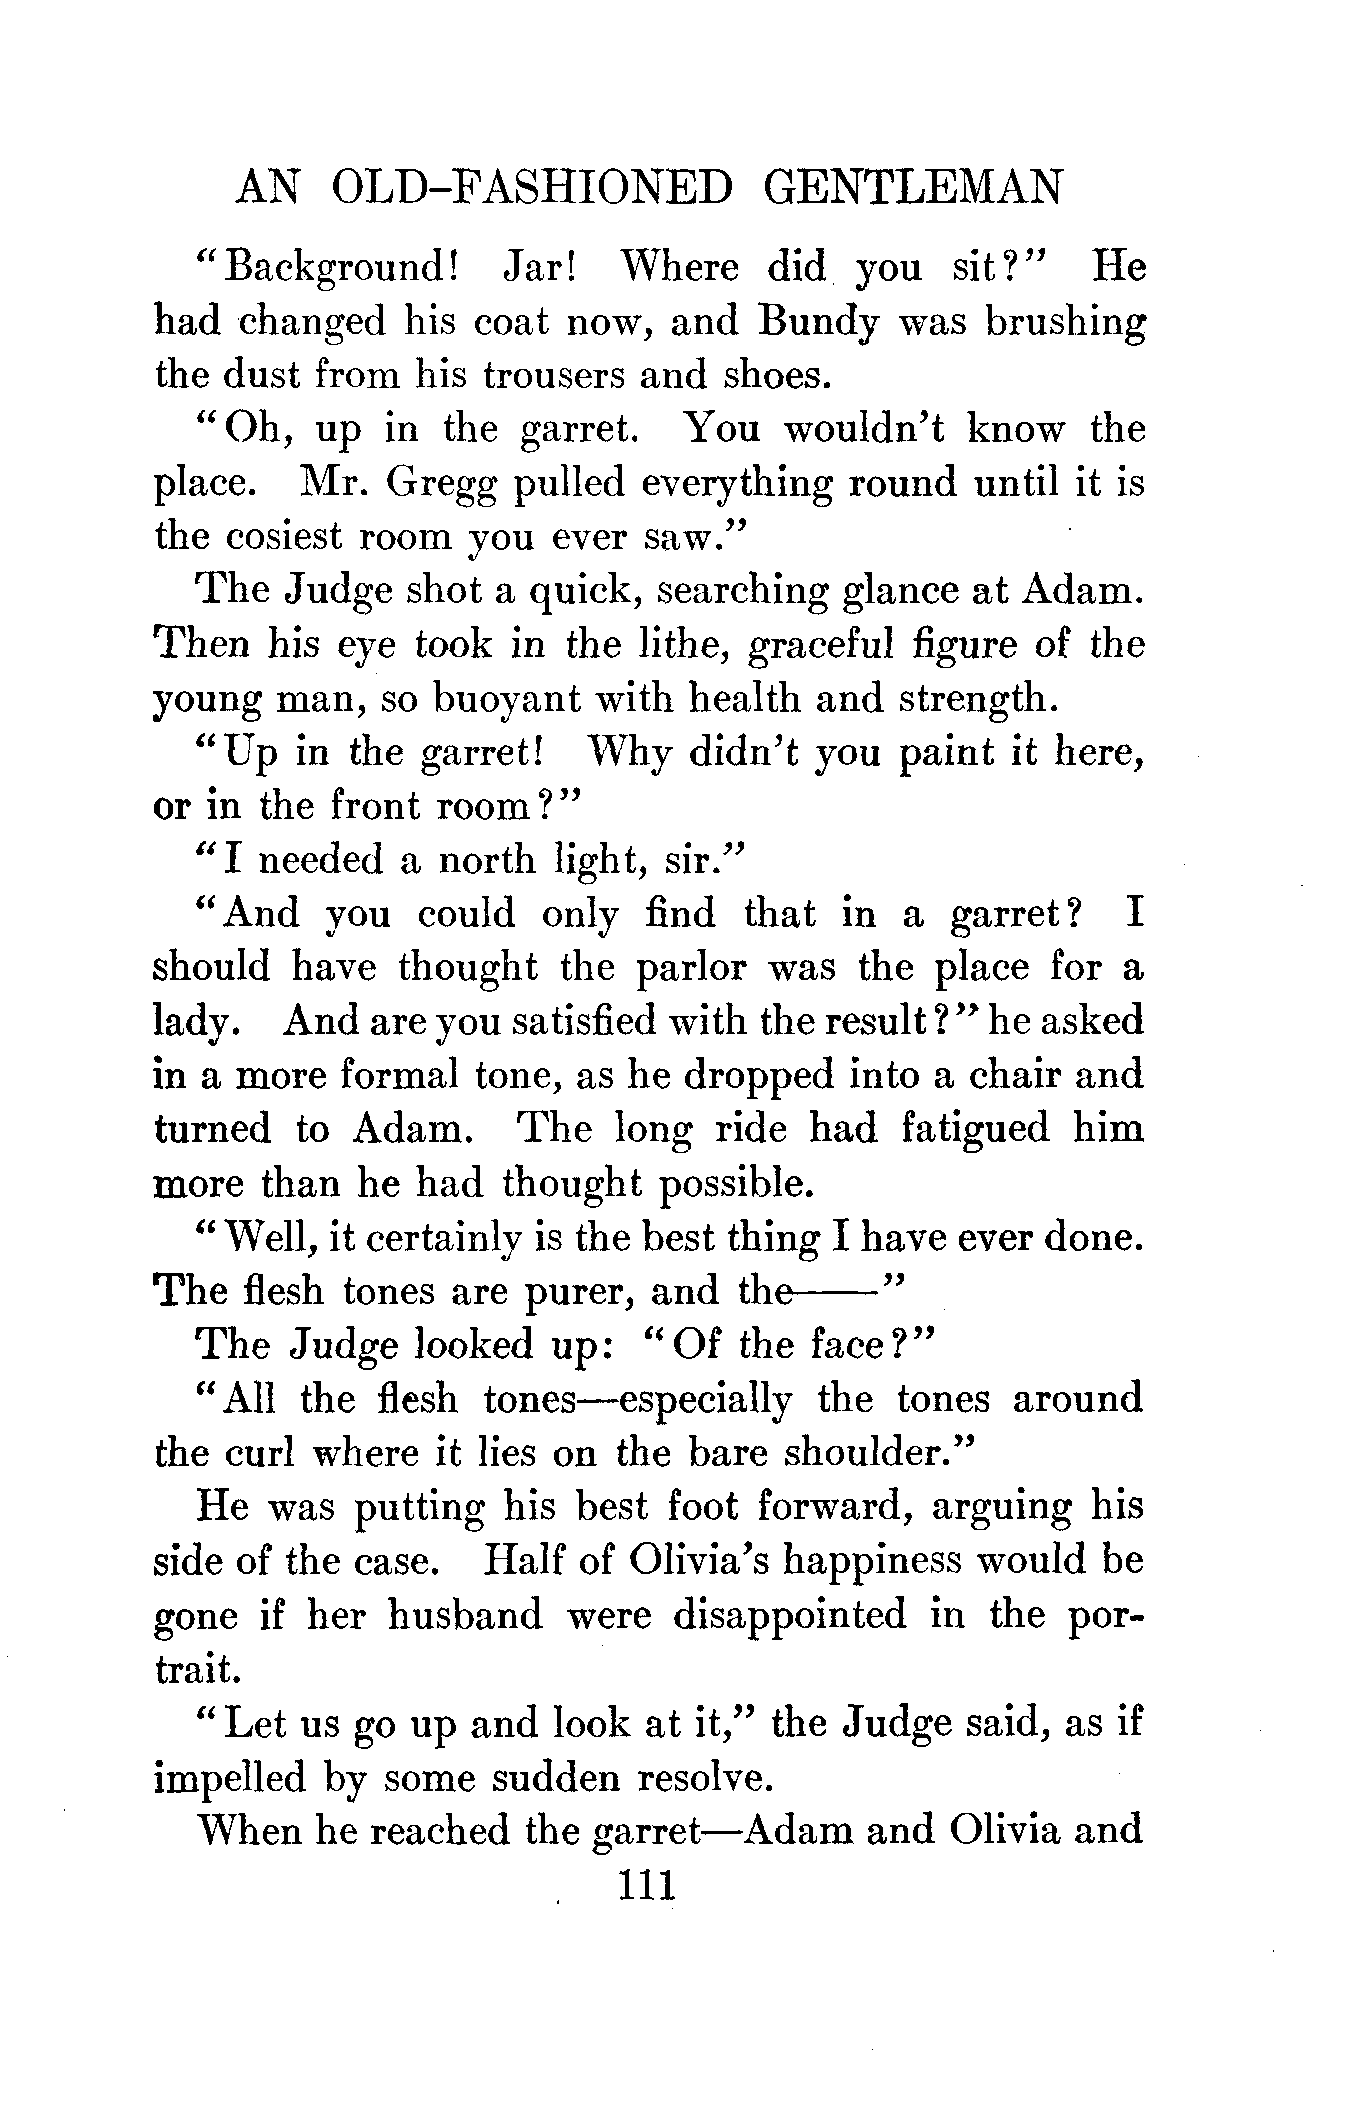 AN OLD-FASHIONED GENTLEMAN
"Background! Jar! Where did you sit?" He
had changed his coat now, and Bundy was brushing
the dust from his trousers and shoes.
"Oh, up in the garret. You wouldn't know the
place. Mr. Gregg pulled everything round until it is
the cosiest room you ever saw."
The Judge shot a quick, searching glance at Adam.
Then his eye took in the lithe, graceful figure of the
young man, so buoyant with health and strength.
"Up in the garret! Why didn't you paint it here,
or in the front room?"
"I needed a north light, sir."
"And you could only find that in a garret? I
should have thought the parlor was the place for a
lady. And are you satisfied with the result?" he asked
in a more formal tone, as he dropped into a chair and
turned to Adam. The long ride had fatigued him
more than he had thought possible.
"Well, it certainly is the best thing I have ever done.
The flesh tones are purer, and the——"
The Judge looked up: "Of the face?"
"All the flesh tones—especially the tones around
the curl where it lies on the bare shoulder."
He was putting his best foot forward, arguing his
side of the case. Half of Olivia's happiness would be
gone if her husband were disappointed in the por-
trait.
"Let us go up and look at it," the Judge said, as if
impelled by some sudden resolve.
When he reached the garret—Adam and Olivia and
111